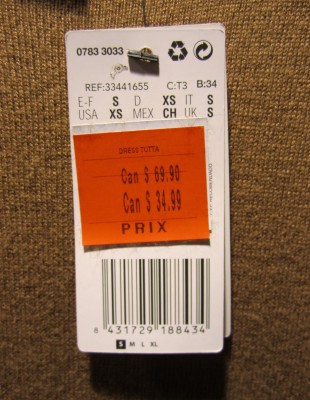 0783 3033
REF:33441655 C:T3 B:34
E-F S D XS IT S
USA XS MEX CH UK S
DRESS TOTTA
Can $ 69.90
Can $ 34.99
PRIX
8 431729 188434
S M L XL